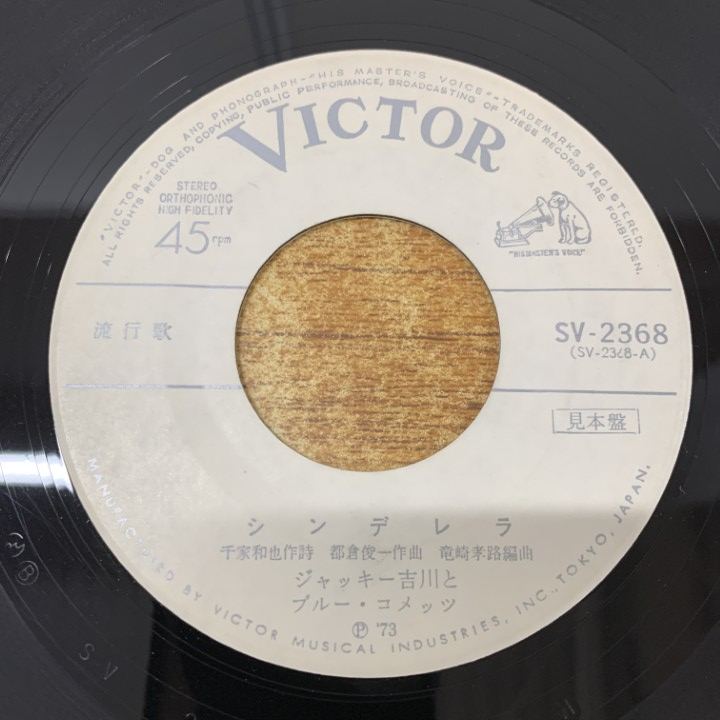 "VICTOR"-DOG AND PHONOGRAPH-"HIS MASTER'S VOICE"-TRADEMARKS REGISTERED.
ALL RIGHTS RESERVED, COPYING, PUBLIC PERFORMANCE, BROADCASTING OF THESE RECORDS ARE FORBIDDEN.
VICTOR
STEREO
ORTHOPHONIC
HIGH FIDELITY
45 rpm
"HIS MASTER'S VOICE"
流行歌
SV-2368
(SV-2368-A)
見本盤
シンデレラ
千家和也作詩 都倉俊一作曲 竜崎孝路編曲
ジャッキー吉川と
ブルー・コメッツ
Ⓟ '73
MANUFACTURED BY VICTOR MUSICAL INDUSTRIES, INC., TOKYO, JAPAN.
S V